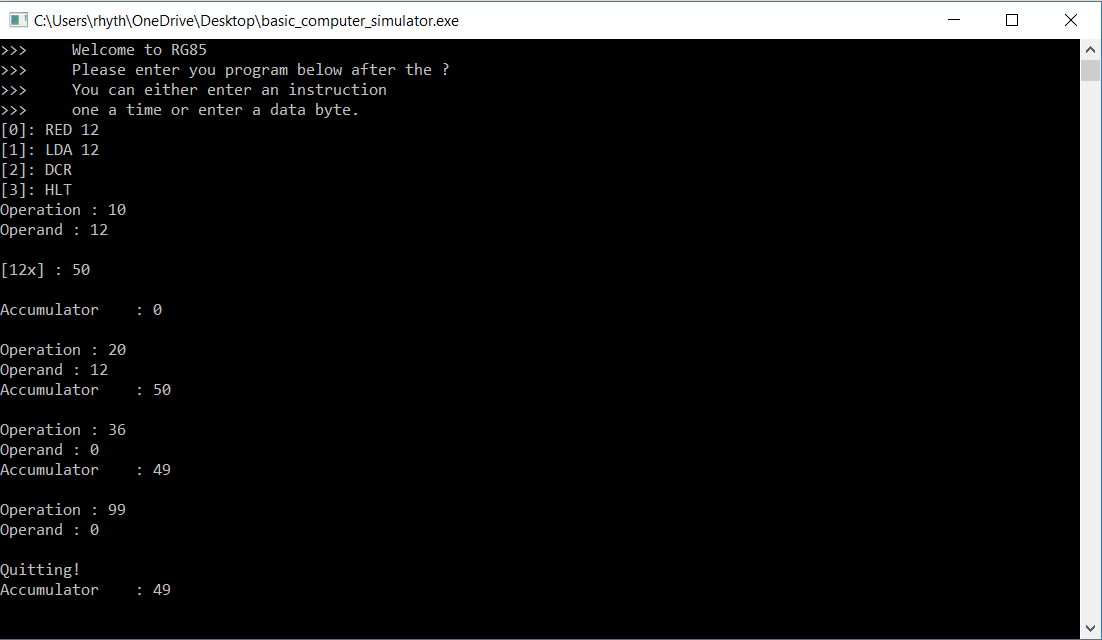 C:\Users\rhyth\OneDrive\Desktop\basic_computer_simulator.exe
>>>     Welcome to RG85
>>>     Please enter you program below after the ?
>>>     You can either enter an instruction
>>>     one a time or enter a data byte.
[0]: RED 12
[1]: LDA 12
[2]: DCR
[3]: HLT
Operation : 10
Operand : 12
[12x] : 50
Accumulator    : 0
Operation : 20
Operand : 12
Accumulator    : 50
Operation : 36
Operand : 0
Accumulator    : 49
Operation : 99
Operand : 0
Quitting!
Accumulator    : 49